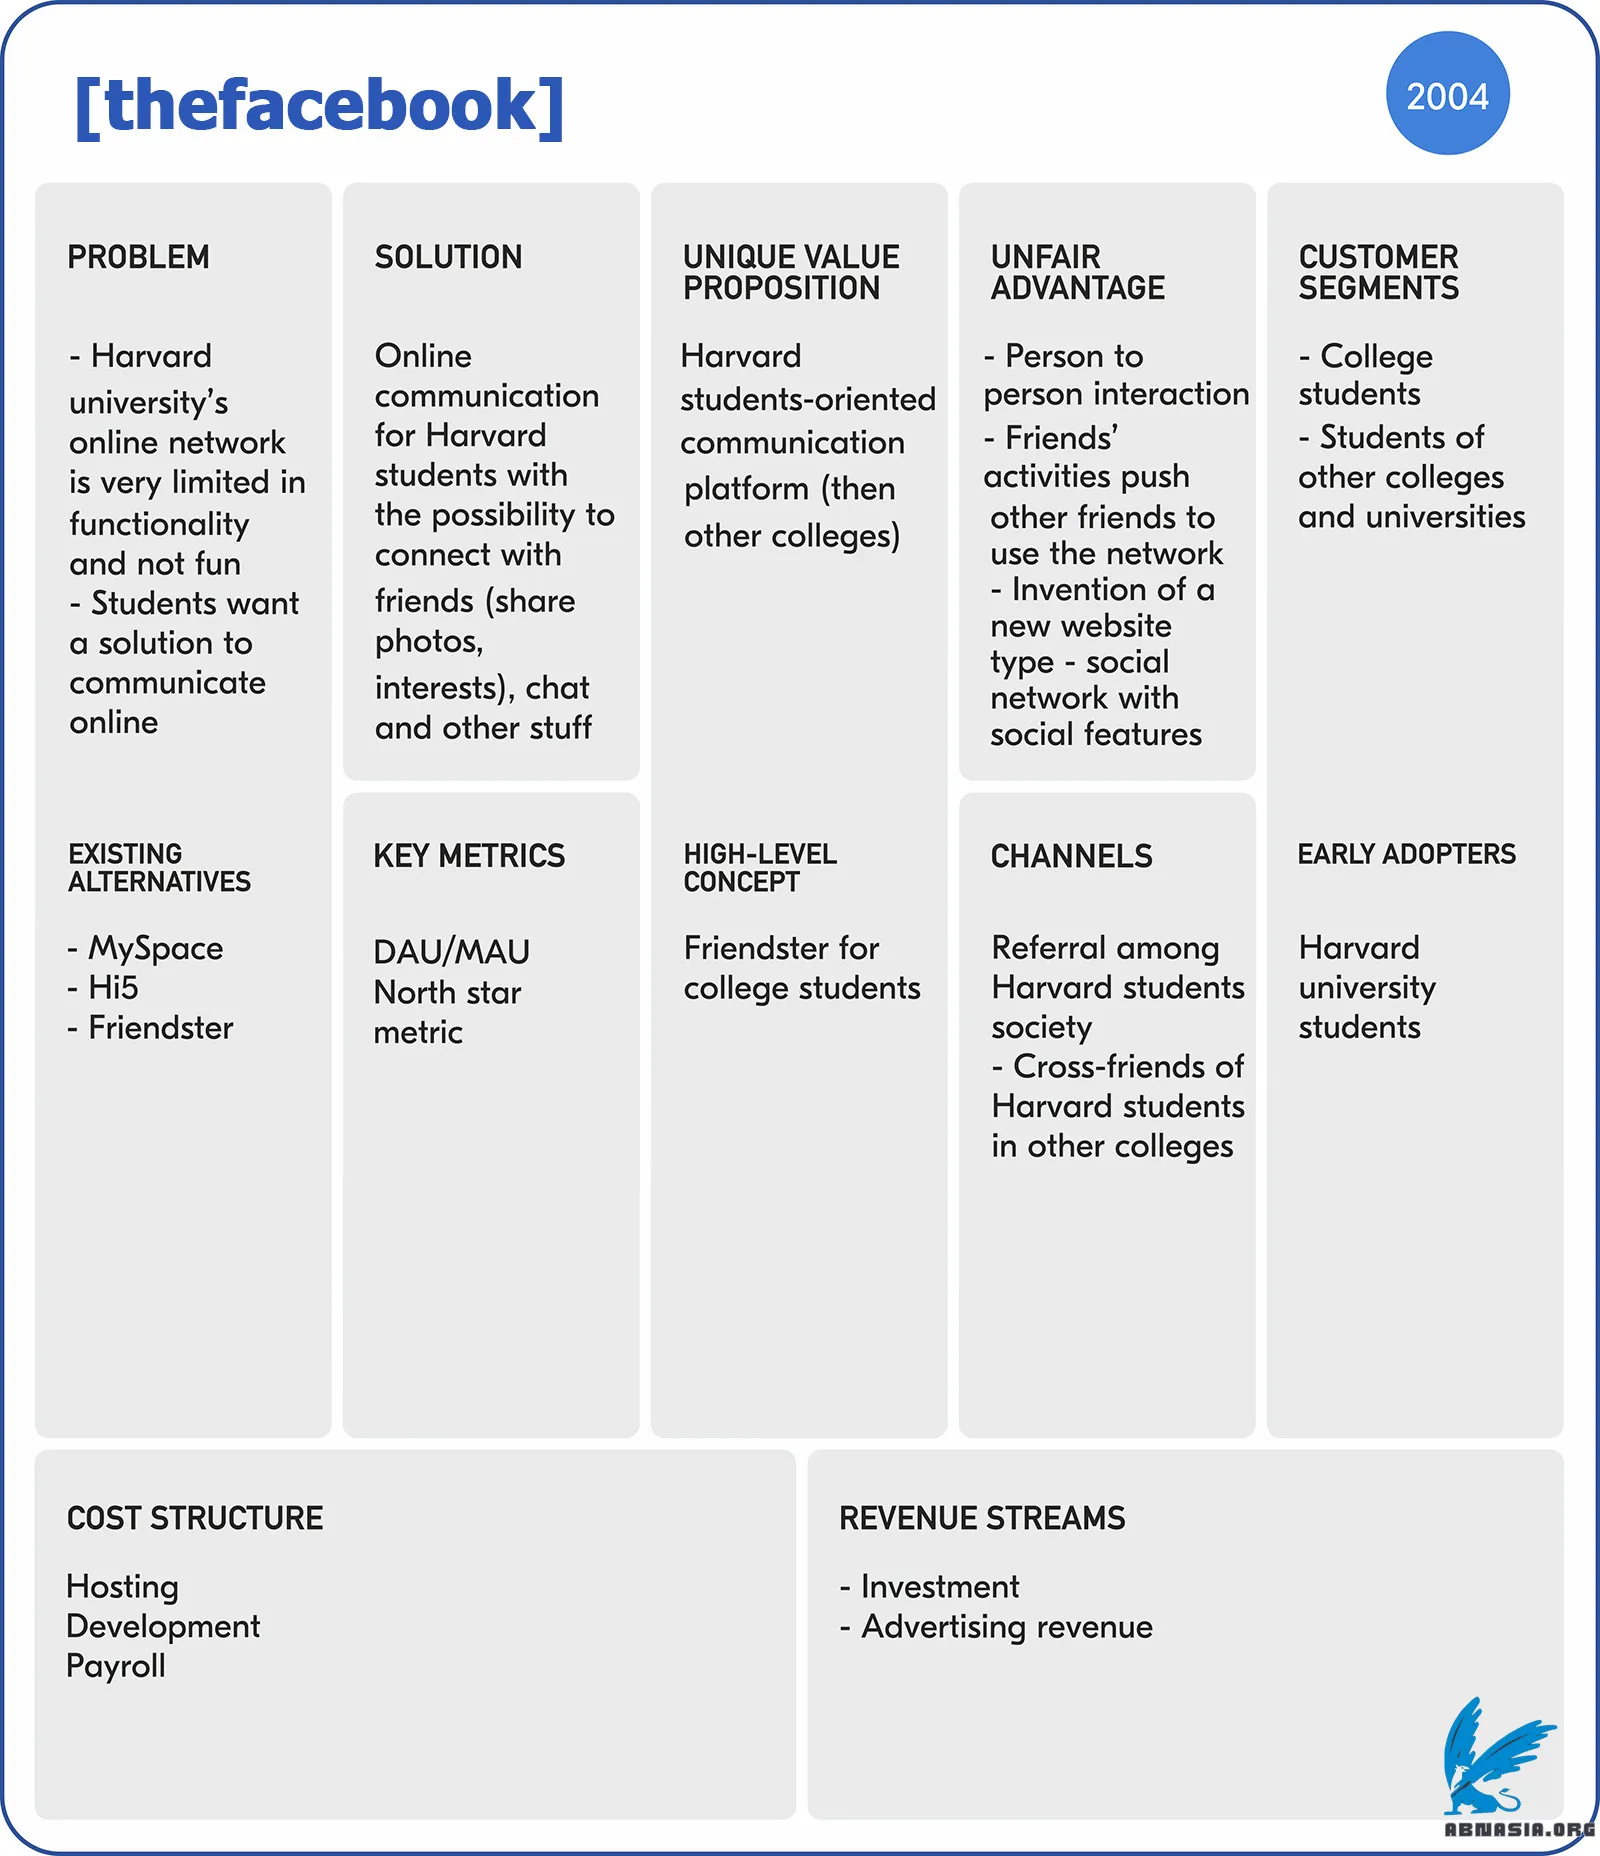 [thefacebook]
2004
PROBLEM
- Harvard
university’s
online network
is very limited in
functionality
and not fun
- Students want
a solution to
communicate
online
EXISTING
ALTERNATIVES
- MySpace
- Hi5
- Friendster
SOLUTION
Online
communication
for Harvard
students with
the possibility to
connect with
friends (share
photos,
interests), chat
and other stuff
KEY METRICS
DAU/MAU
North star
metric
UNIQUE VALUE
PROPOSITION
Harvard
students-oriented
communication
platform (then
other colleges)
HIGH-LEVEL
CONCEPT
Friendster for
college students
UNFAIR
ADVANTAGE
- Person to
person interaction
- Friends’
activities push
other friends to
use the network
- Invention of a
new website
type - social
network with
social features
CHANNELS
Referral among
Harvard students
society
- Cross-friends of
Harvard students
in other colleges
CUSTOMER
SEGMENTS
- College
students
- Students of
other colleges
and universities
EARLY ADOPTERS
Harvard
university
students
COST STRUCTURE
Hosting
Development
Payroll
REVENUE STREAMS
- Investment
- Advertising revenue
ABNASIA.ORG